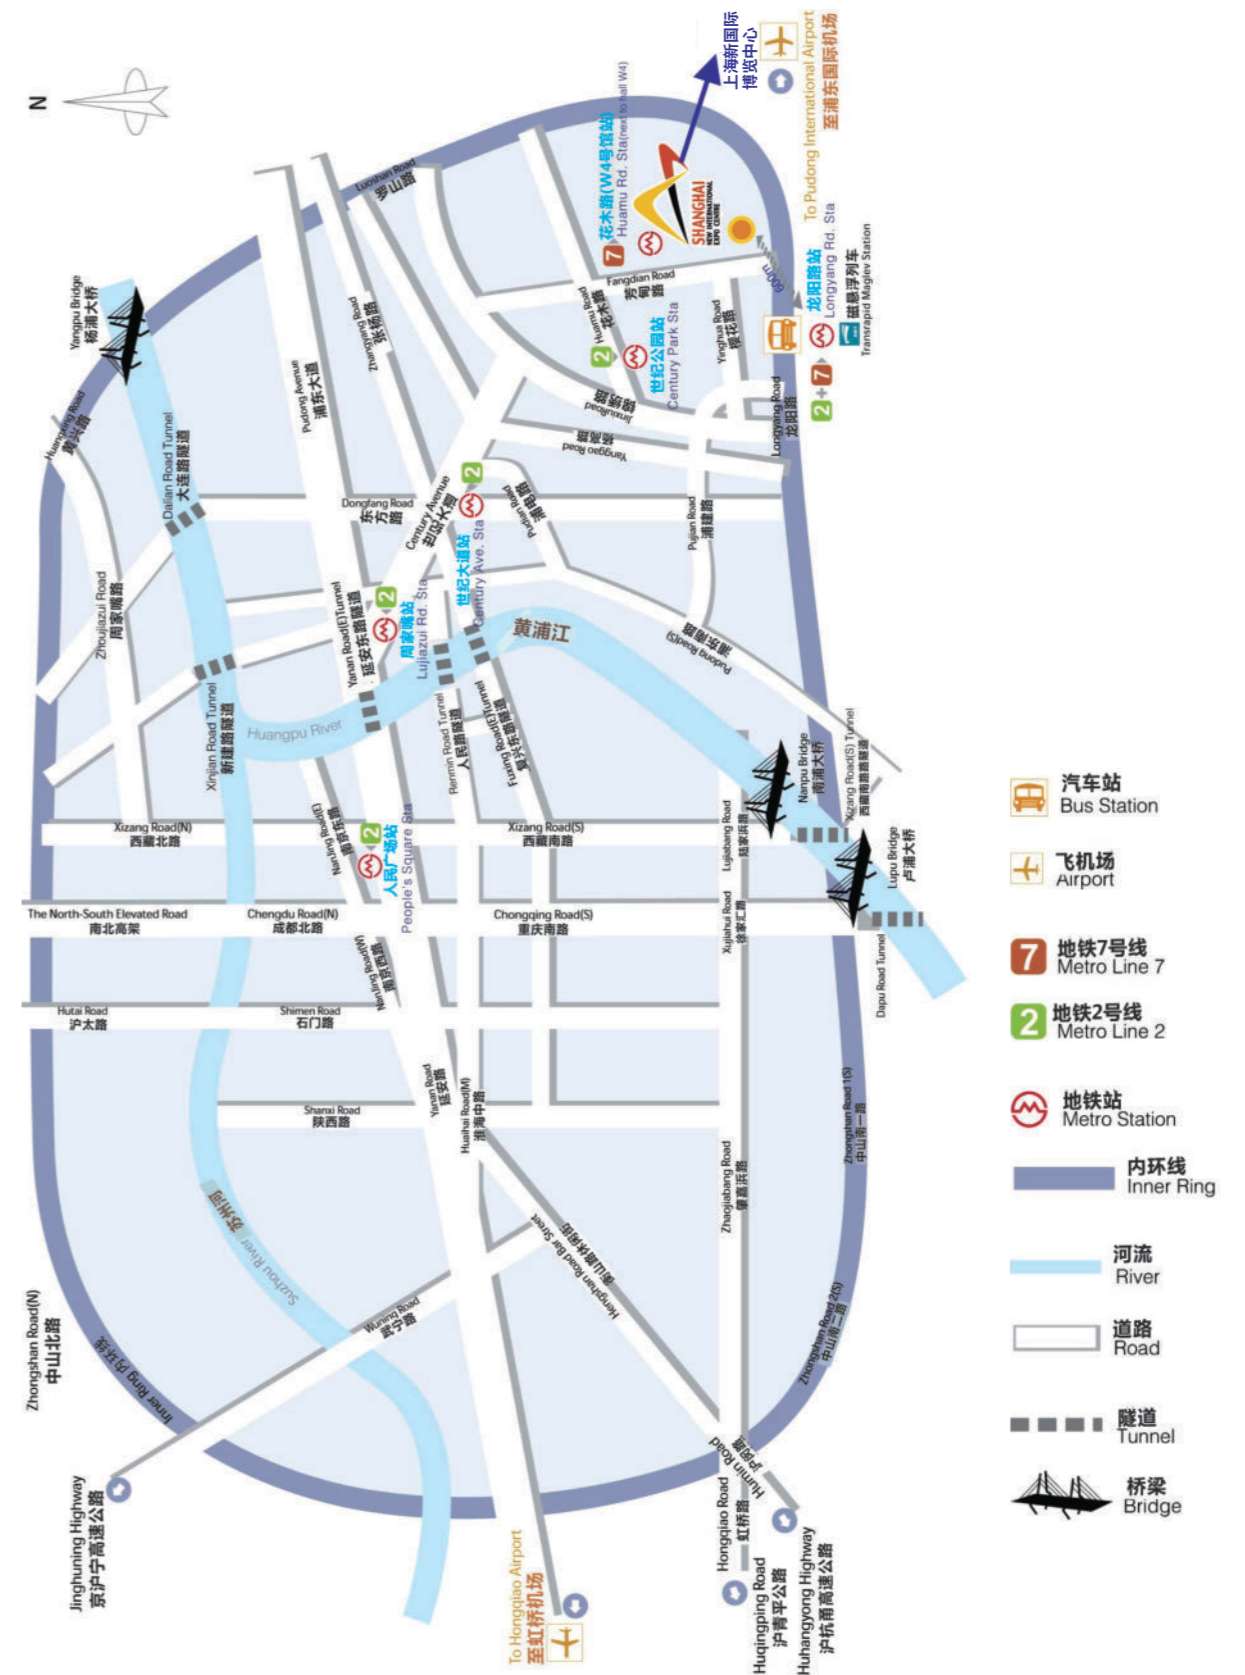 N
上海新国际
博览中心
To Pudong International Airport
至浦东国际机场
花木路(W4号馆站)
Huamu Rd. Sta(next to hall W4)
7
SHANGHAI
NEW INTERNATIONAL
EXPO CENTRE
600m
龙阳路站
Longyang Rd. Sta
磁悬浮列车
Transrapid Maglev Station
2+7
Luoshan Road
罗山路
Fangdian Road
芳甸路
Huamu Road
花木路
2
世纪公园站
Century Park Sta
Yinghua Road
樱花路
Longyang Road
龙阳路
JinxiuRoad
锦绣路
Yanggao Road
杨高路
Yangpu Bridge
杨浦大桥
Huangxing Road
黄兴路
Dalian Road Tunnel
大连路隧道
Pudong Avenue
浦东大道
Zhangyang Road
张杨路
Dongfang Road
东方路
Century Avenue
世纪大道
2
世纪大道站
Century Ave. Sta
Pudian Road
浦电路
Pujian Road
浦建路
Zhoujiazui Road
周家嘴路
Yanan Road(E)Tunnel
延安东路隧道
2
周家嘴站
Lujiazui Rd. Sta
黄浦江
Pudong Road(S)
浦东南路
Xinjian Road Tunnel
新建路隧道
Huangpu River
Renmin Road Tunnel
人民路隧道
Fuxing Road(E)Tunnel
复兴东路隧道
Nanpu Bridge
南浦大桥
Xizang Road(S) Tunnel
西藏南路隧道
Lupu Bridge
卢浦大桥
Xizang Road(N)
西藏北路
NanJing Road(E)
南京东路
2
人民广场站
People's Square Sta
Xizang Road(S)
西藏南路
Lujiabang Road
陆家浜路
The North-South Elevated Road
南北高架
Chengdu Road(N)
成都北路
Chongqing Road(S)
重庆南路
Xujiahui Road
徐家汇路
Dapu Road Tunnel
NanJing Road(W)
南京西路
Hutai Road
沪太路
Shimen Road
石门路
Shanxi Road
陕西路
Yanan Road
延安路
Huaihai Road(M)
淮海中路
Zhongshan Road 1(S)
中山南一路
Zhaojiabang Road
肇嘉浜路
苏州河
Suzhou River
Hengshan Road Bar Street
衡山路休闲街
Wuning Road
武宁路
Zhongshan Road 2(S)
中山南二路
Zhongshan Road(N)
中山北路
Inner Ring 内环线
Jinghuning Highway
京沪宁高速公路
To Hongqiao Airport
至虹桥机场
Humin Road
沪闵路
Hongqiao Road
虹桥路
Huqingping Road
沪青平公路
Huhangyong Highway
沪杭甬高速公路
汽车站
Bus Station
飞机场
Airport
7
地铁7号线
Metro Line 7
2
地铁2号线
Metro Line 2
地铁站
Metro Station
内环线
Inner Ring
河流
River
道路
Road
隧道
Tunnel
桥梁
Bridge